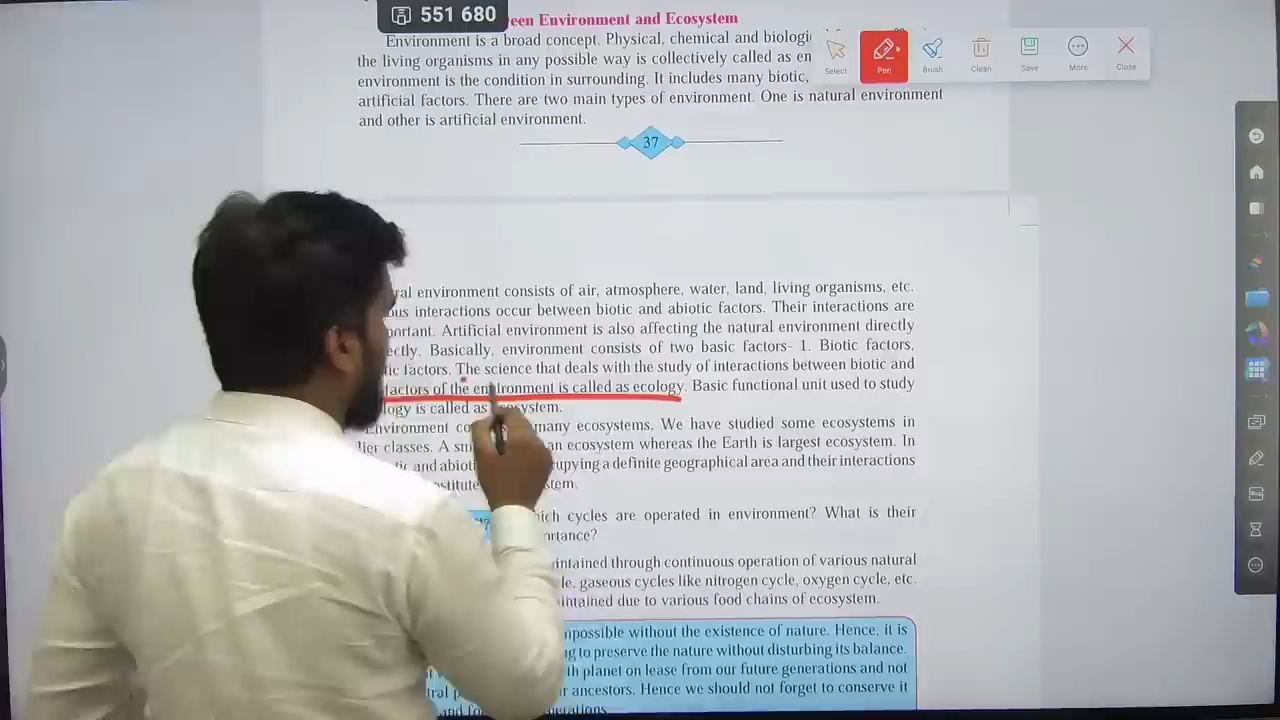 551 680
een Environment and Ecosystem
Environment is a broad concept. Physical, chemical and biologi
the living organisms in any possible way is collectively called as en
environment is the condition in surrounding. It includes many biotic,
artificial factors. There are two main types of environment. One is natural environment
and other is artificial environment.
Select Pen Brush Clean Save More Close
37
ral environment consists of air, atmosphere, water, land, living organisms, etc.
ous interactions occur between biotic and abiotic factors. Their interactions are
portant. Artificial environment is also affecting the natural environment directly
ectly. Basically, environment consists of two basic factors- 1. Biotic factors,
tic factors. The science that deals with the study of interactions between biotic and
factors of the environment is called as ecology. Basic functional unit used to study
logy is called as ecosystem.
Environment co many ecosystems. We have studied some ecosystems in
lier classes. A sm an ecosystem whereas the Earth is largest ecosystem. In
tic and abiot upying a definite geographical area and their interactions
stitute stem.
ich cycles are operated in environment? What is their
rtance?
intained through continuous operation of various natural
le, gaseous cycles like nitrogen cycle, oxygen cycle, etc.
intained due to various food chains of ecosystem.
mpossible without the existence of nature. Hence, it is
ng to preserve the nature without disturbing its balance.
th planet on lease from our future generations and not
tral p r ancestors. Hence we should not forget to conserve it
and fo nerations